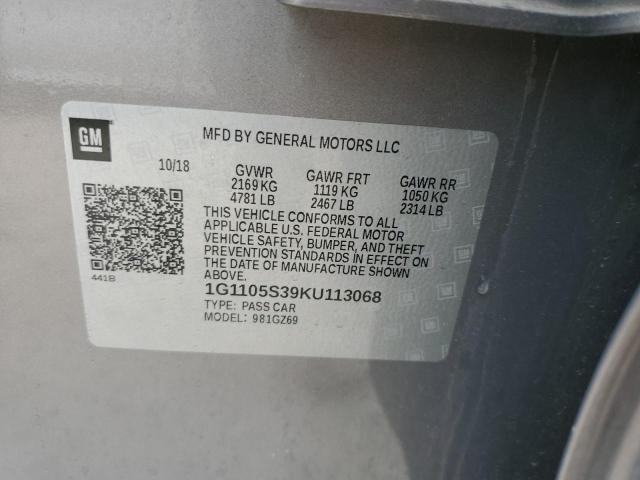 GM
MFD BY GENERAL MOTORS LLC
10/18 GVWR GAWR FRT GAWR RR
2169 KG 1119 KG 1050 KG
4781 LB 2467 LB 2314 LB
THIS VEHICLE CONFORMS TO ALL
APPLICABLE U.S. FEDERAL MOTOR
VEHICLE SAFETY, BUMPER, AND THEFT
PREVENTION STANDARDS IN EFFECT ON
THE DATE OF MANUFACTURE SHOWN
ABOVE.
441B
1G1105S39KU113068
TYPE: PASS CAR
MODEL: 981GZ69